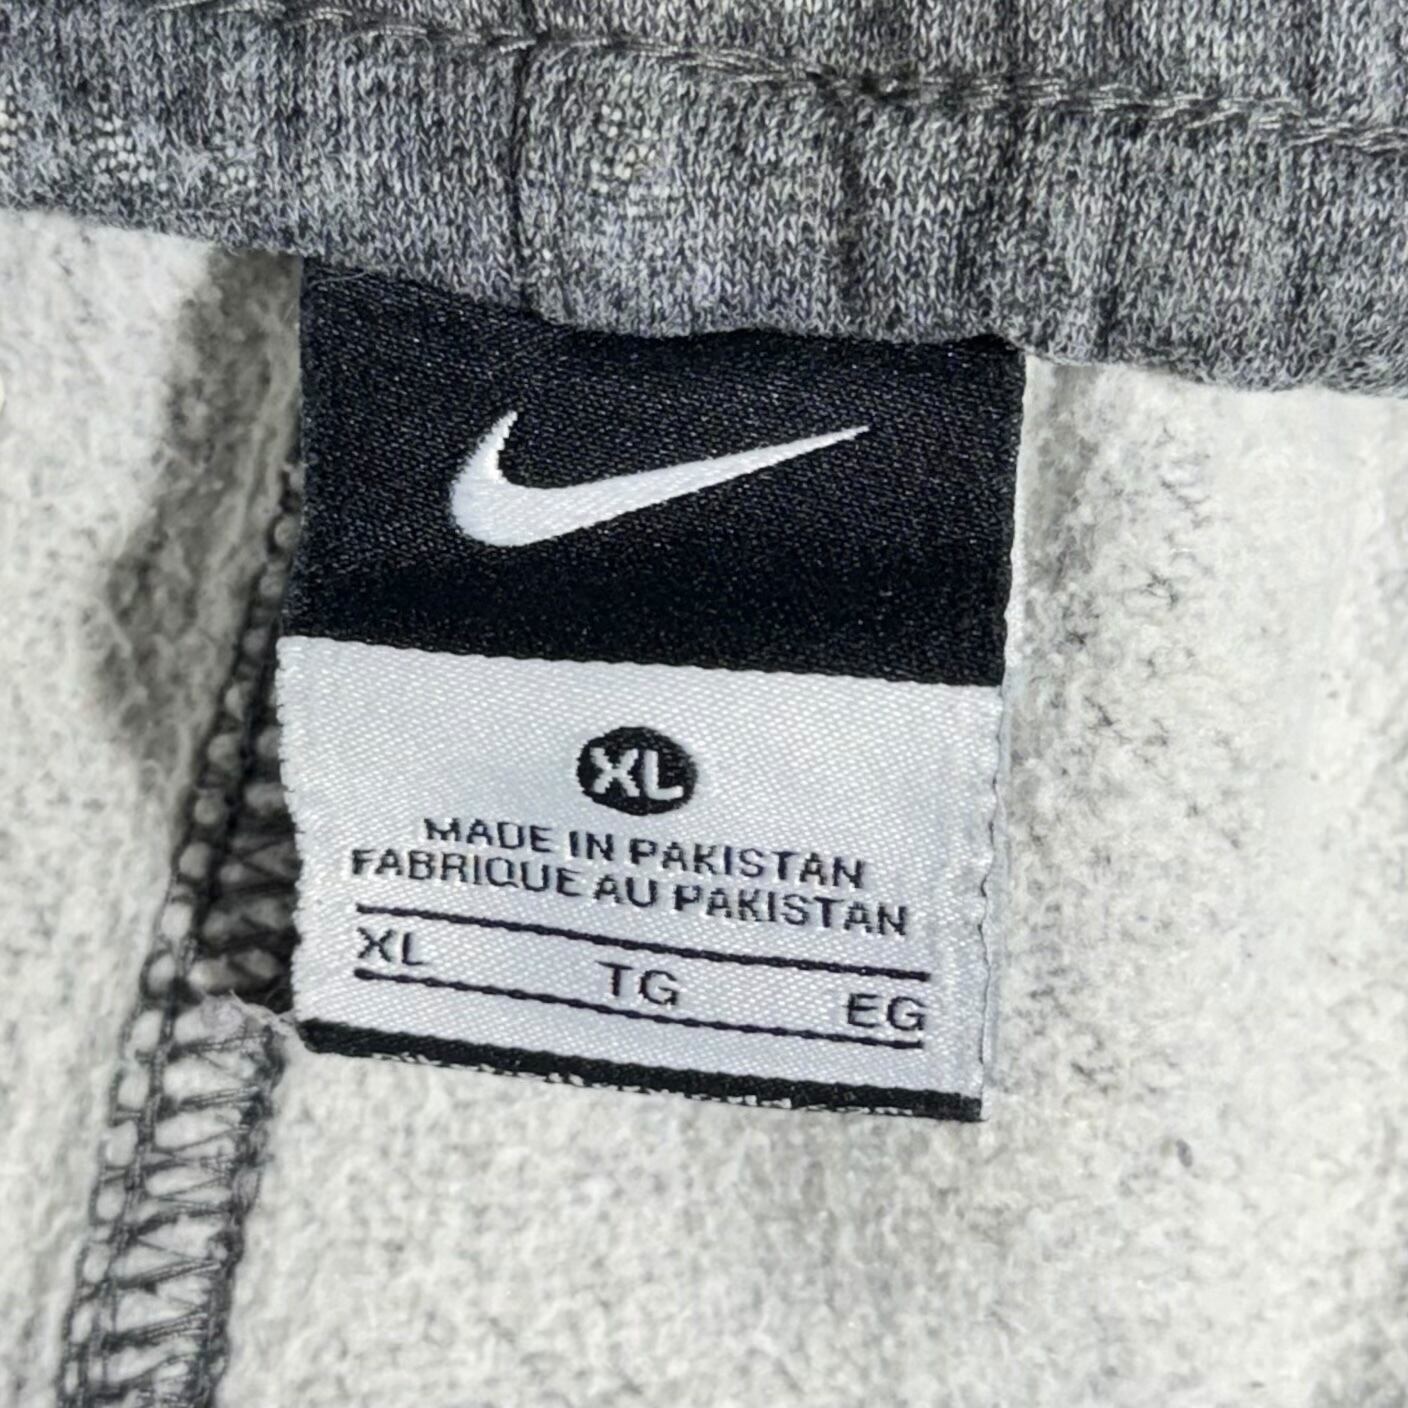 XL
MADE IN PAKISTAN
FABRIQUE AU PAKISTAN
XL TG EG